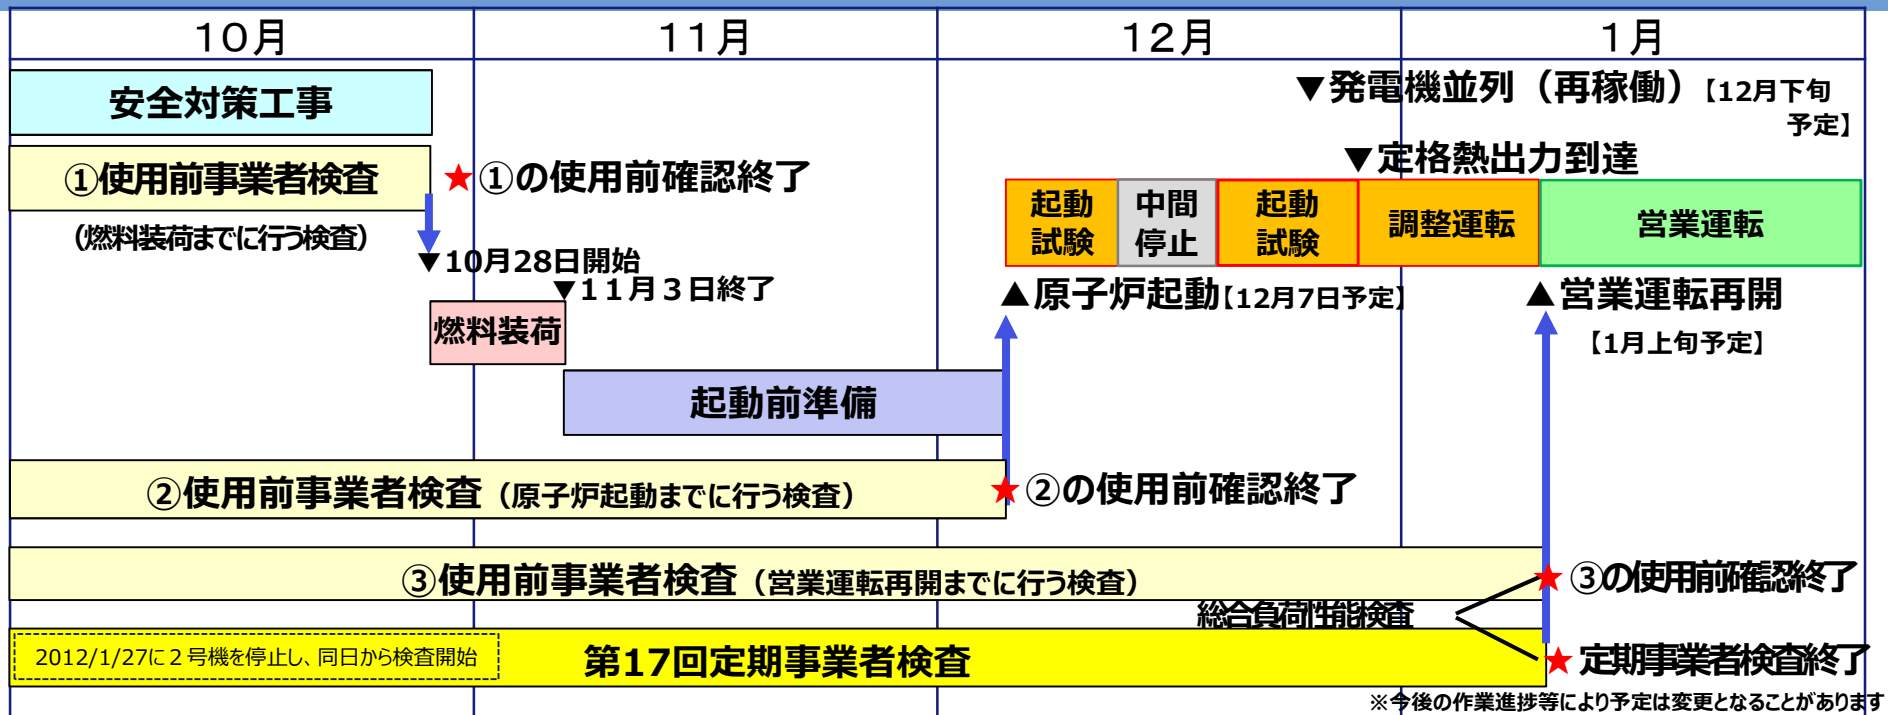 10月 11月 12月 1月
安全対策工事
▼発電機並列（再稼働）【12月下旬
予定】
①使用前事業者検査
★①の使用前確認終了
▼定格熱出力到達
（燃料装荷までに行う検査）
起動
試験
中間
停止
起動
試験
調整運転
営業運転
▼10月28日開始
▼11月３日終了
燃料装荷
▲原子炉起動【12月7日予定】
▲営業運転再開
【1月上旬予定】
起動前準備
②使用前事業者検査（原子炉起動までに行う検査）
★②の使用前確認終了
③使用前事業者検査（営業運転再開までに行う検査）
★③の使用前確認終了
総合負荷性能検査
2012/1/27に２号機を停止し、同日から検査開始
第17回定期事業者検査
★定期事業者検査終了
※今後の作業進捗等により予定は変更となることがあります